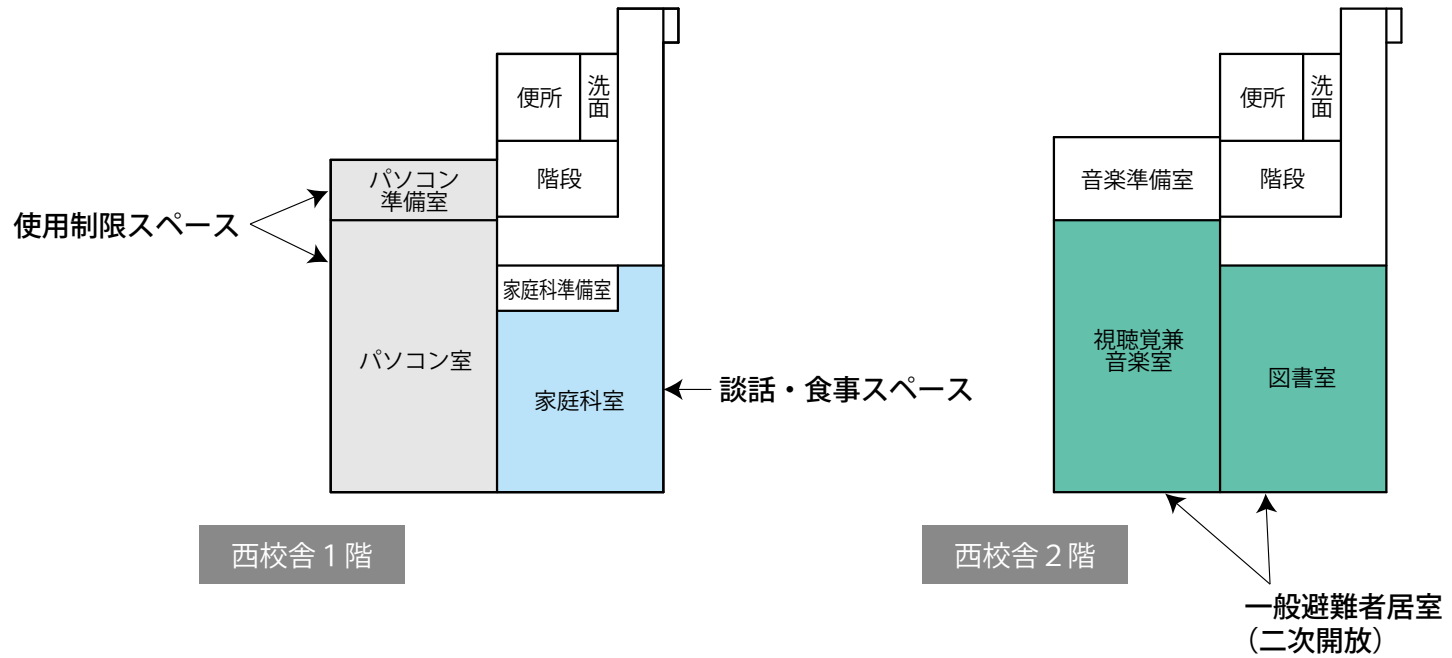 便所
洗面
パソコン
準備室
階段
使用制限スペース
家庭科準備室
パソコン室
家庭科室
談話・食事スペース
西校舎1階
便所
洗面
音楽準備室
階段
視聴覚兼
音楽室
図書室
西校舎2階
一般避難者居室
（二次開放）